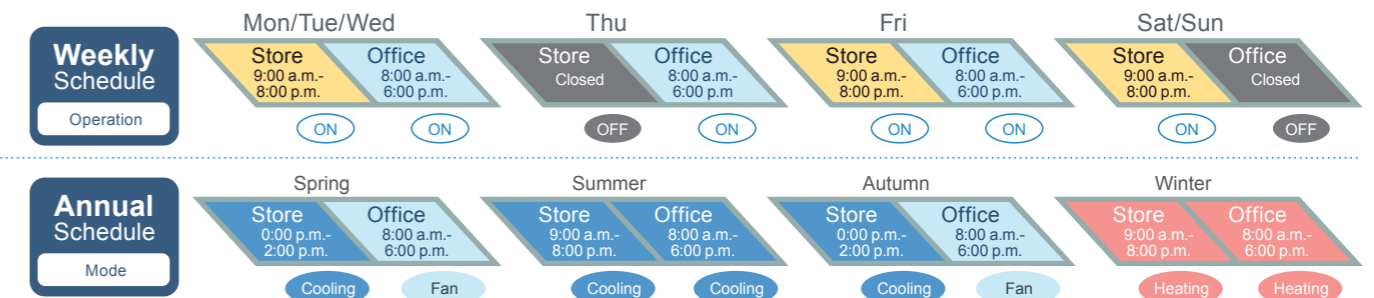 Weekly
Schedule
Operation
Mon/Tue/Wed
Store
9:00 a.m.-
8:00 p.m.
ON
Office
8:00 a.m.-
6:00 p.m.
ON
Thu
Store
Closed
OFF
Office
8:00 a.m.-
6:00 p.m
ON
Fri
Store
9:00 a.m.-
8:00 p.m.
ON
Office
8:00 a.m.-
6:00 p.m.
ON
Sat/Sun
Store
9:00 a.m.-
8:00 p.m.
ON
Office
Closed
OFF
Annual
Schedule
Mode
Spring
Store
0:00 p.m.-
2:00 p.m.
Cooling
Office
8:00 a.m.-
6:00 p.m.
Fan
Summer
Store
9:00 a.m.-
8:00 p.m.
Cooling
Office
8:00 a.m.-
6:00 p.m.
Cooling
Autumn
Store
0:00 p.m.-
2:00 p.m.
Cooling
Office
8:00 a.m.-
6:00 p.m.
Fan
Winter
Store
9:00 a.m.-
8:00 p.m.
Heating
Office
8:00 a.m.-
6:00 p.m.
Heating